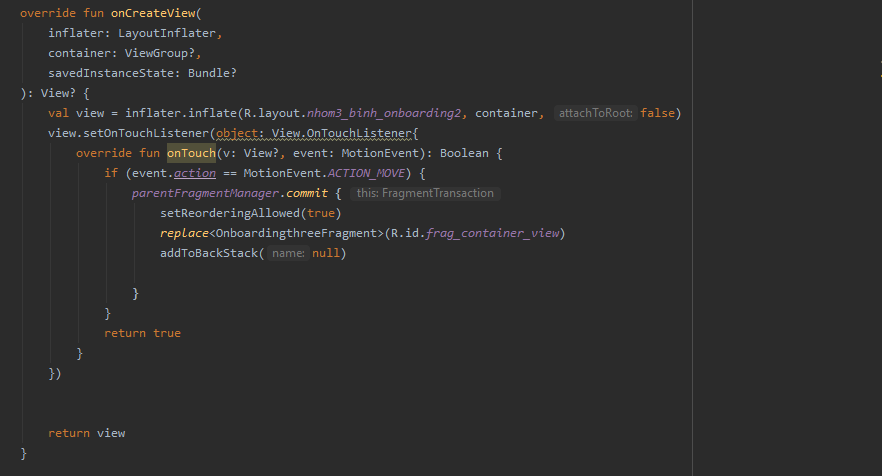 override fun onCreateView(
    inflater: LayoutInflater,
    container: ViewGroup?,
    savedInstanceState: Bundle?
): View? {
    val view = inflater.inflate(R.layout.nhom3_binh_onboarding2, container, attachToRoot: false)
    view.setOnTouchListener(object: View.OnTouchListener{
        override fun onTouch(v: View?, event: MotionEvent): Boolean {
            if (event.action == MotionEvent.ACTION_MOVE) {
                parentFragmentManager.commit { this: FragmentTransaction
                    setReorderingAllowed(true)
                    replace<OnboardingthreeFragment>(R.id.frag_container_view)
                    addToBackStack( name: null)
                }
            }
            return true
        }
    })
    return view
}